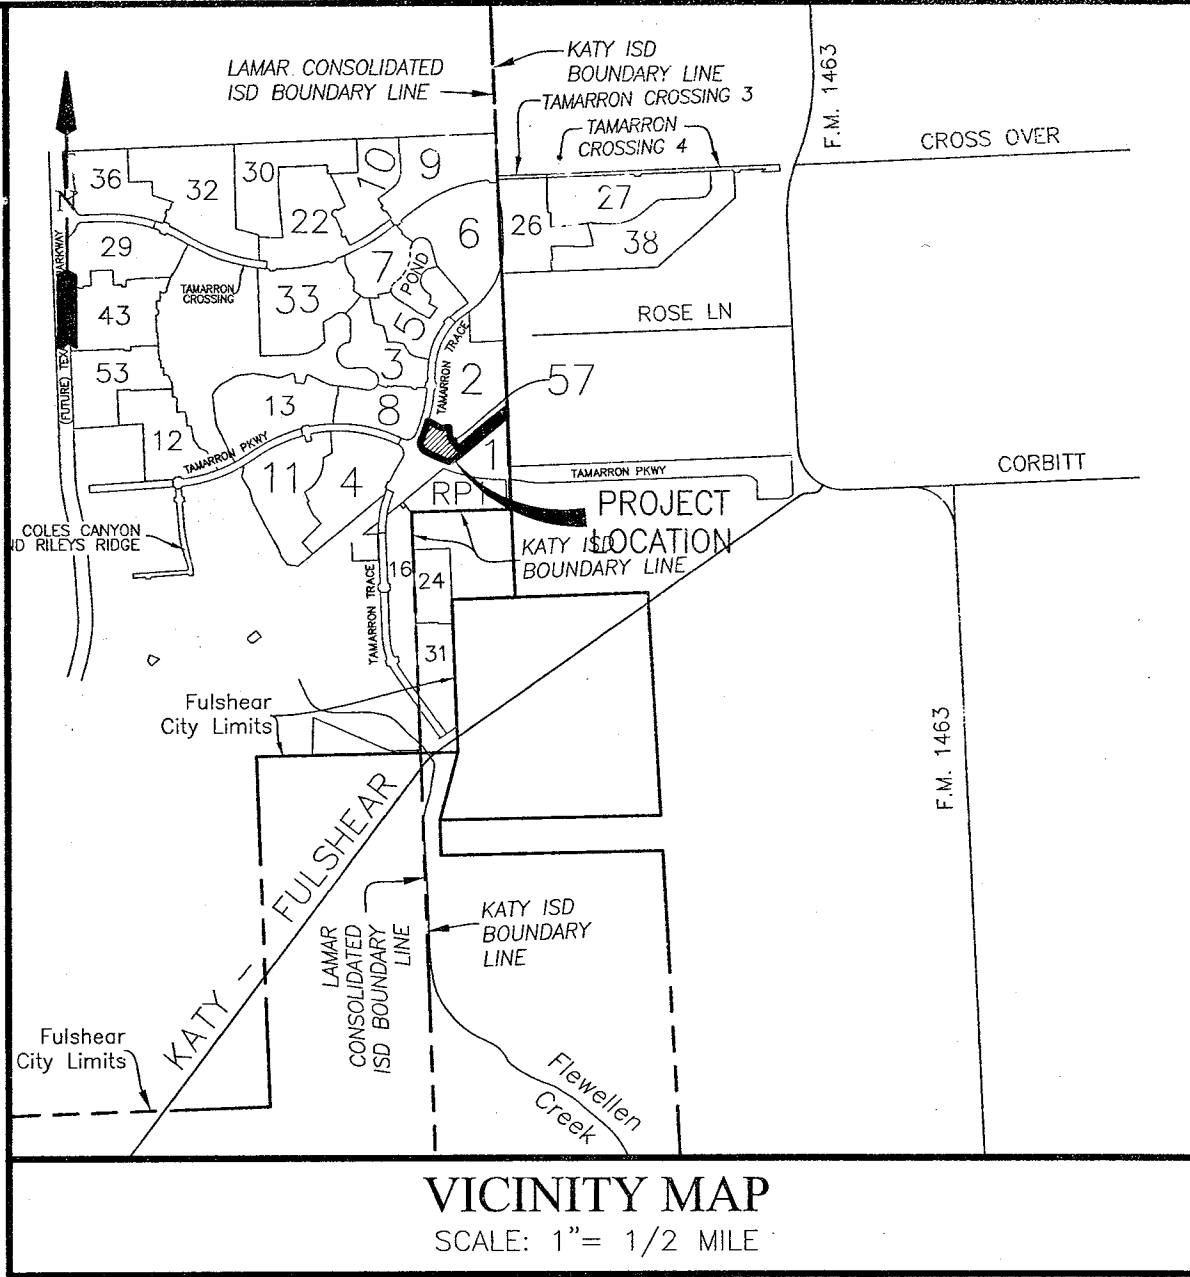 LAMAR CONSOLIDATED
ISD BOUNDARY LINE
KATY ISD
BOUNDARY LINE
TAMARRON CROSSING 3
TAMARRON
CROSSING 4
F.M. 1463
CROSS OVER
36
32
30
22
10
9
N
29
6
26
27
38
7
POND
TAMARRON
CROSSING
33
43
5
ROSE LN
TAMARRON TRACE
3
53
2
57
(FUTURE) TEX
ARKWAY
13
8
12
TAMARRON PKWY
11
4
1
RP1
TAMARRON PKWY
CORBITT
PROJECT
LOCATION
COLES CANYON
ND RILEYS RIDGE
KATY ISD
BOUNDARY LINE
16
24
TAMARRON TRACE
31
Fulshear
City Limits
F.M. 1463
KATY - FULSHEAR
LAMAR
CONSOLIDATED
ISD BOUNDARY
LINE
KATY ISD
BOUNDARY
LINE
Fulshear
City Limits
Flewellen
Creek
VICINITY MAP
SCALE: 1"= 1/2 MILE